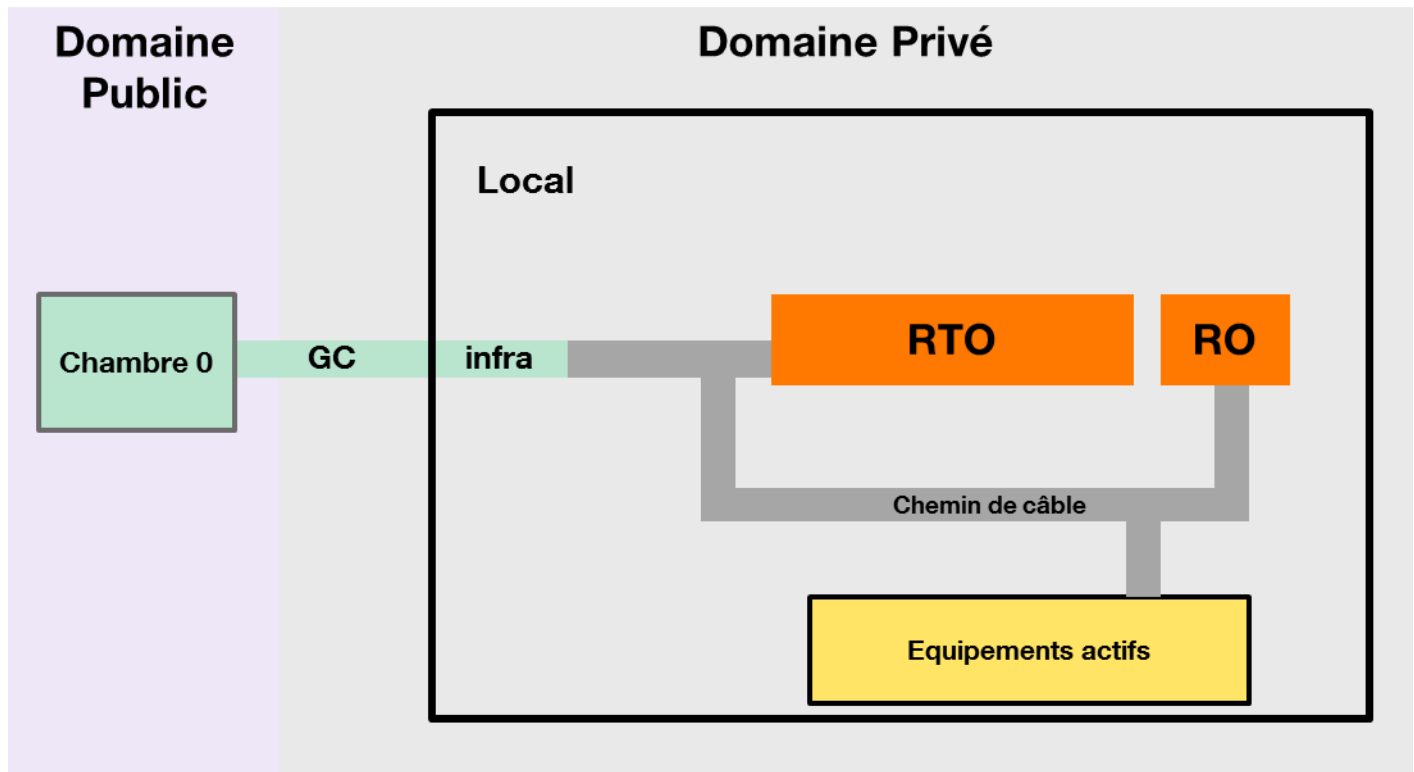 Domaine
Public
Domaine Privé
Local
Chambre 0
GC
infra
RTO
RO
Chemin de câble
Equipements actifs